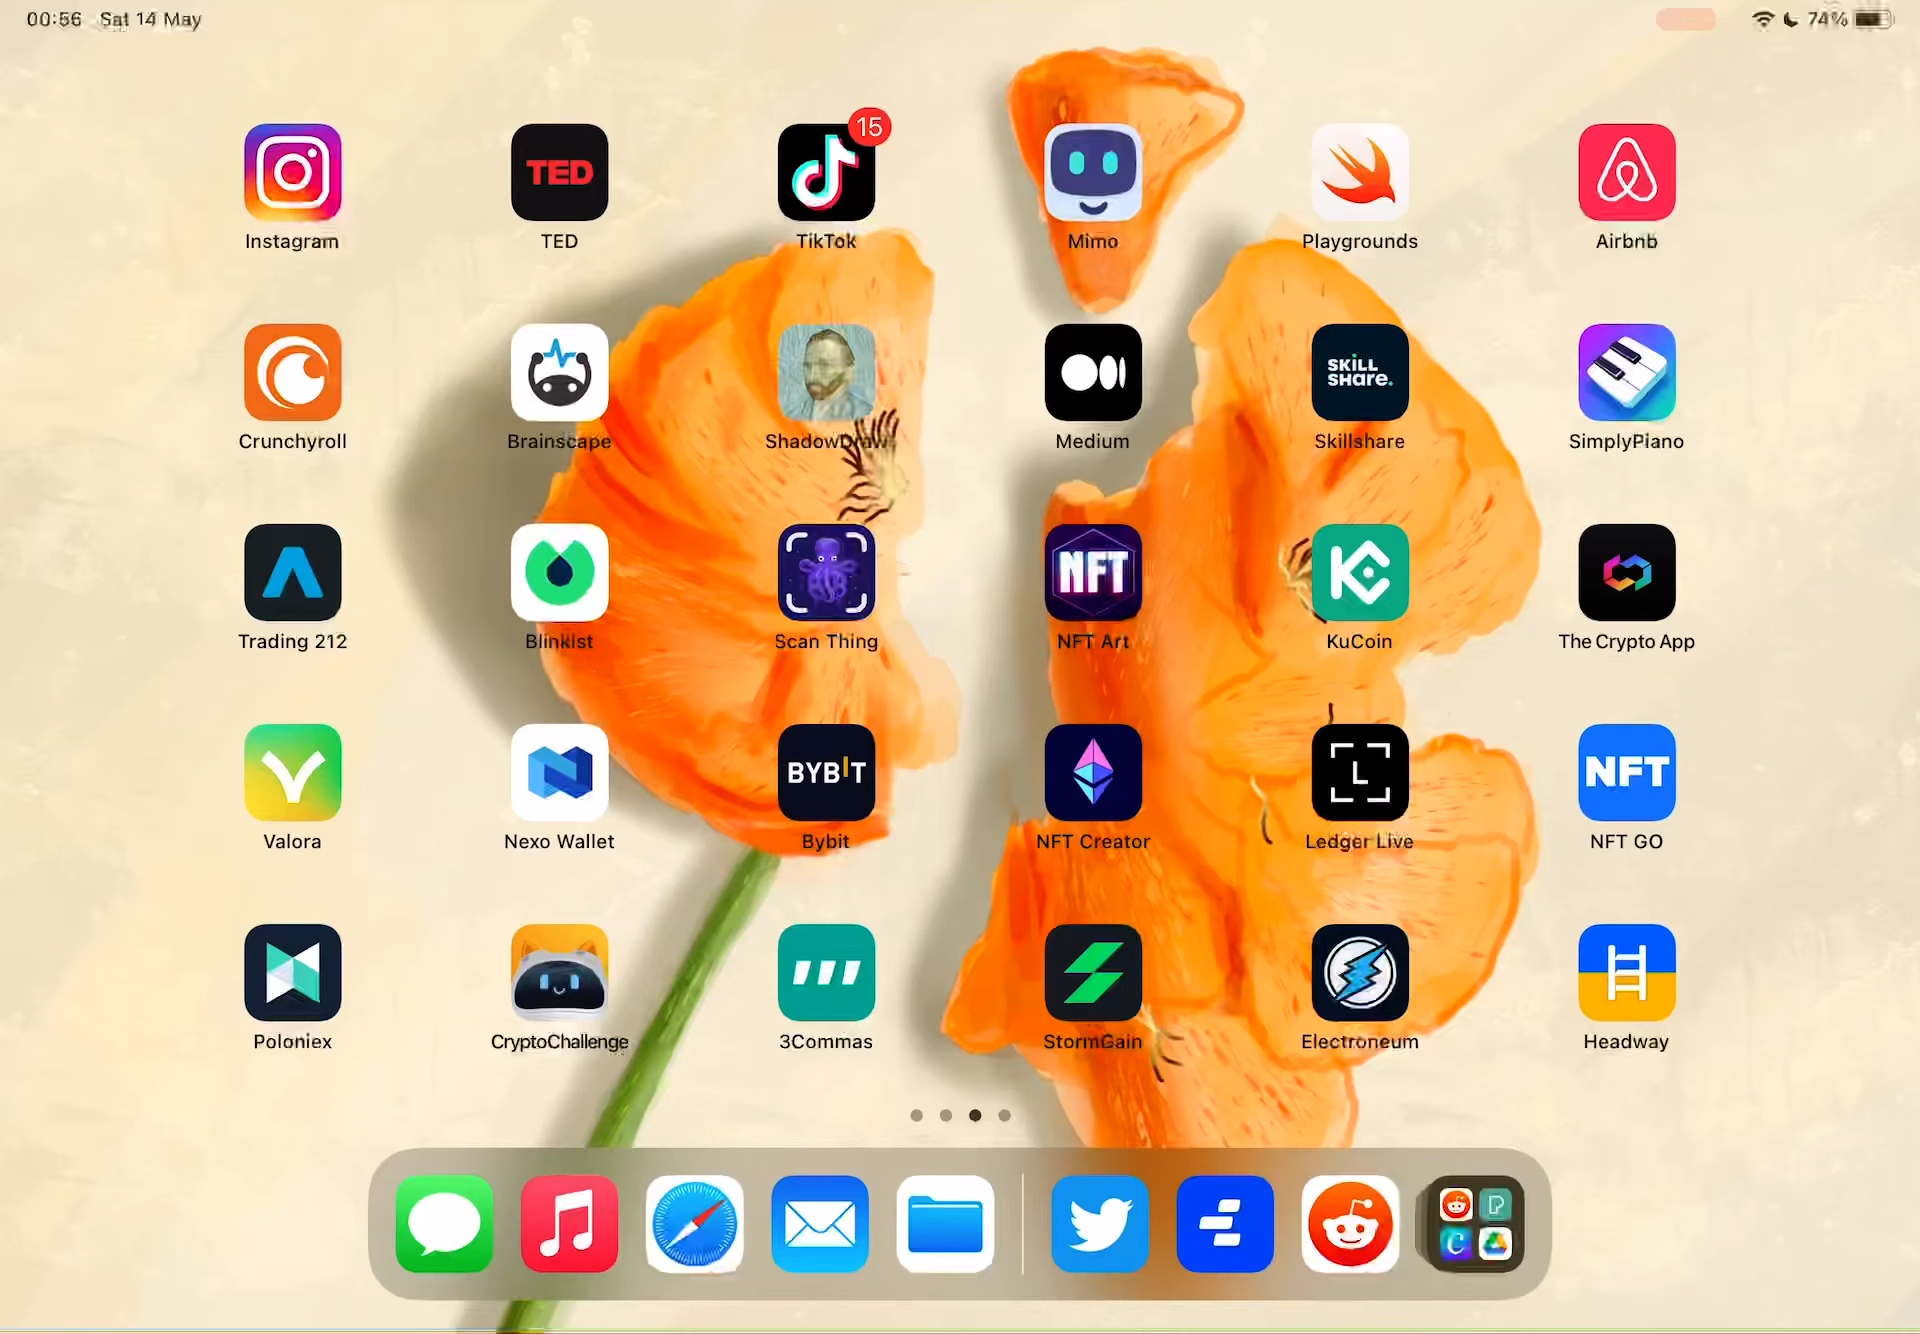 00:56 Sat 14 May
74%
15
TED
Instagram
TED
TikTok
Mimo
Playgrounds
Airbnb
SKILL
SHare.
Crunchyroll
Brainscape
ShadowDraw
Medium
Skillshare
SimplyPiano
NFT
Trading 212
Blinkist
Scan Thing
NFT Art
KuCoin
The Crypto App
BYBIT
L
NFT
Valora
Nexo Wallet
Bybit
NFT Creator
Ledger Live
NFT GO
Poloniex
CryptoChallenge
3Commas
StormGain
Electroneum
Headway